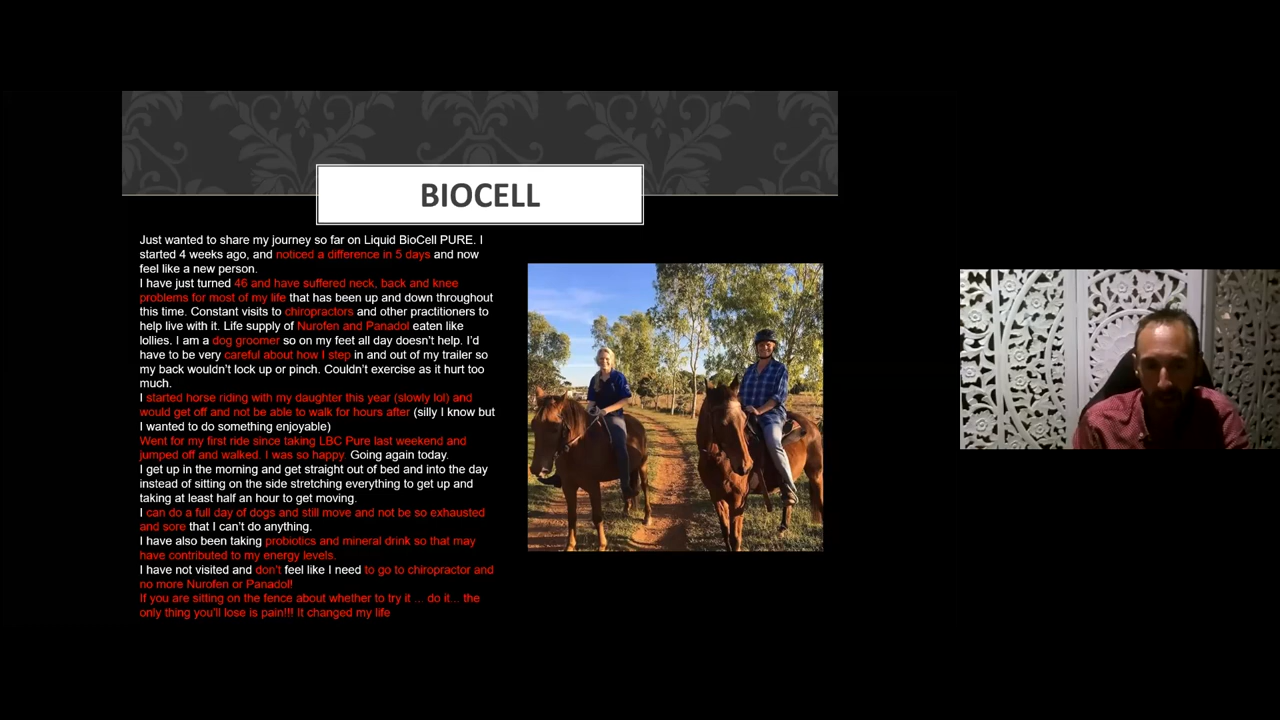 BIOCELL
Just wanted to share my journey so far on Liquid BioCell PURE. I
started 4 weeks ago, and noticed a difference in 5 days and now
feel like a new person.
I have just turned 46 and have suffered neck, back and knee
problems for most of my life that has been up and down throughout
this time. Constant visits to chiropractors and other practitioners to
help live with it. Life supply of Nurofen and Panadol eaten like
lollies. I am a dog groomer so on my feet all day doesn't help. I'd
have to be very careful about how I step in and out of my trailer so
my back wouldn't lock up or pinch. Couldn't exercise as it hurt too
much.
I started horse riding with my daughter this year (slowly lol) and
would get off and not be able to walk for hours after (silly I know but
I wanted to do something enjoyable)
Went for my first ride since taking LBC Pure last weekend and
jumped off and walked. I was so happy. Going again today.
I get up in the morning and get straight out of bed and into the day
instead of sitting on the side stretching everything to get up and
taking at least half an hour to get moving.
I can do a full day of dogs and still move and not be so exhausted
and sore that I can't do anything.
I have also been taking probiotics and mineral drink so that may
have contributed to my energy levels.
I have not visited and don't feel like I need to go to chiropractor and
no more Nurofen or Panadol!
If you are sitting on the fence about whether to try it ... do it... the
only thing you'll lose is pain!!! It changed my life